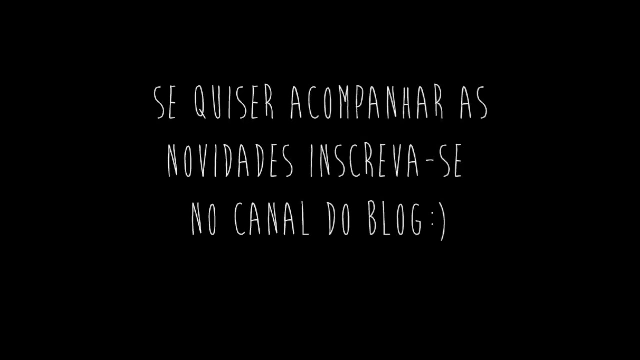 SE QUISER ACOMPANHAR AS
NOVIDADES INSCREVA-SE
NO CANAL DO BLOG:)